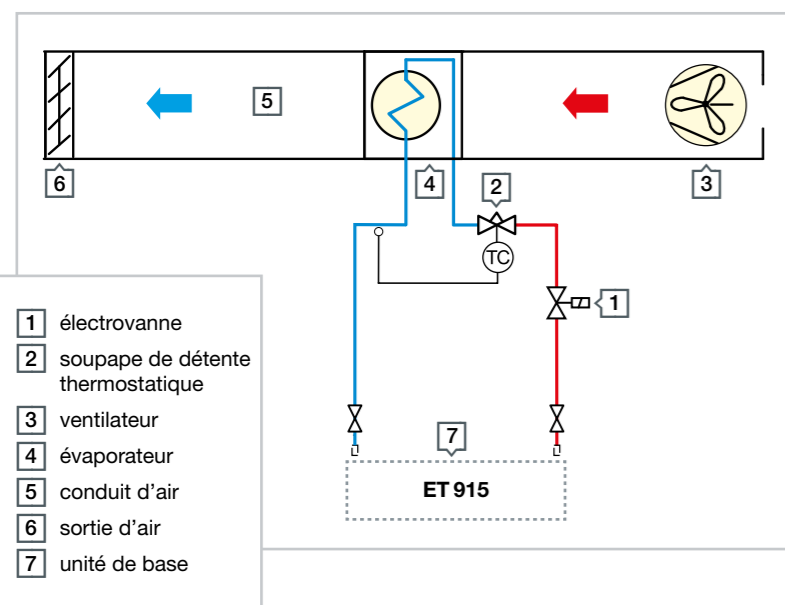 5
6
4
3
2
TC
1
7
ET 915
1 électrovanne
2 soupape de détente
thermostatique
3 ventilateur
4 évaporateur
5 conduit d'air
6 sortie d'air
7 unité de base